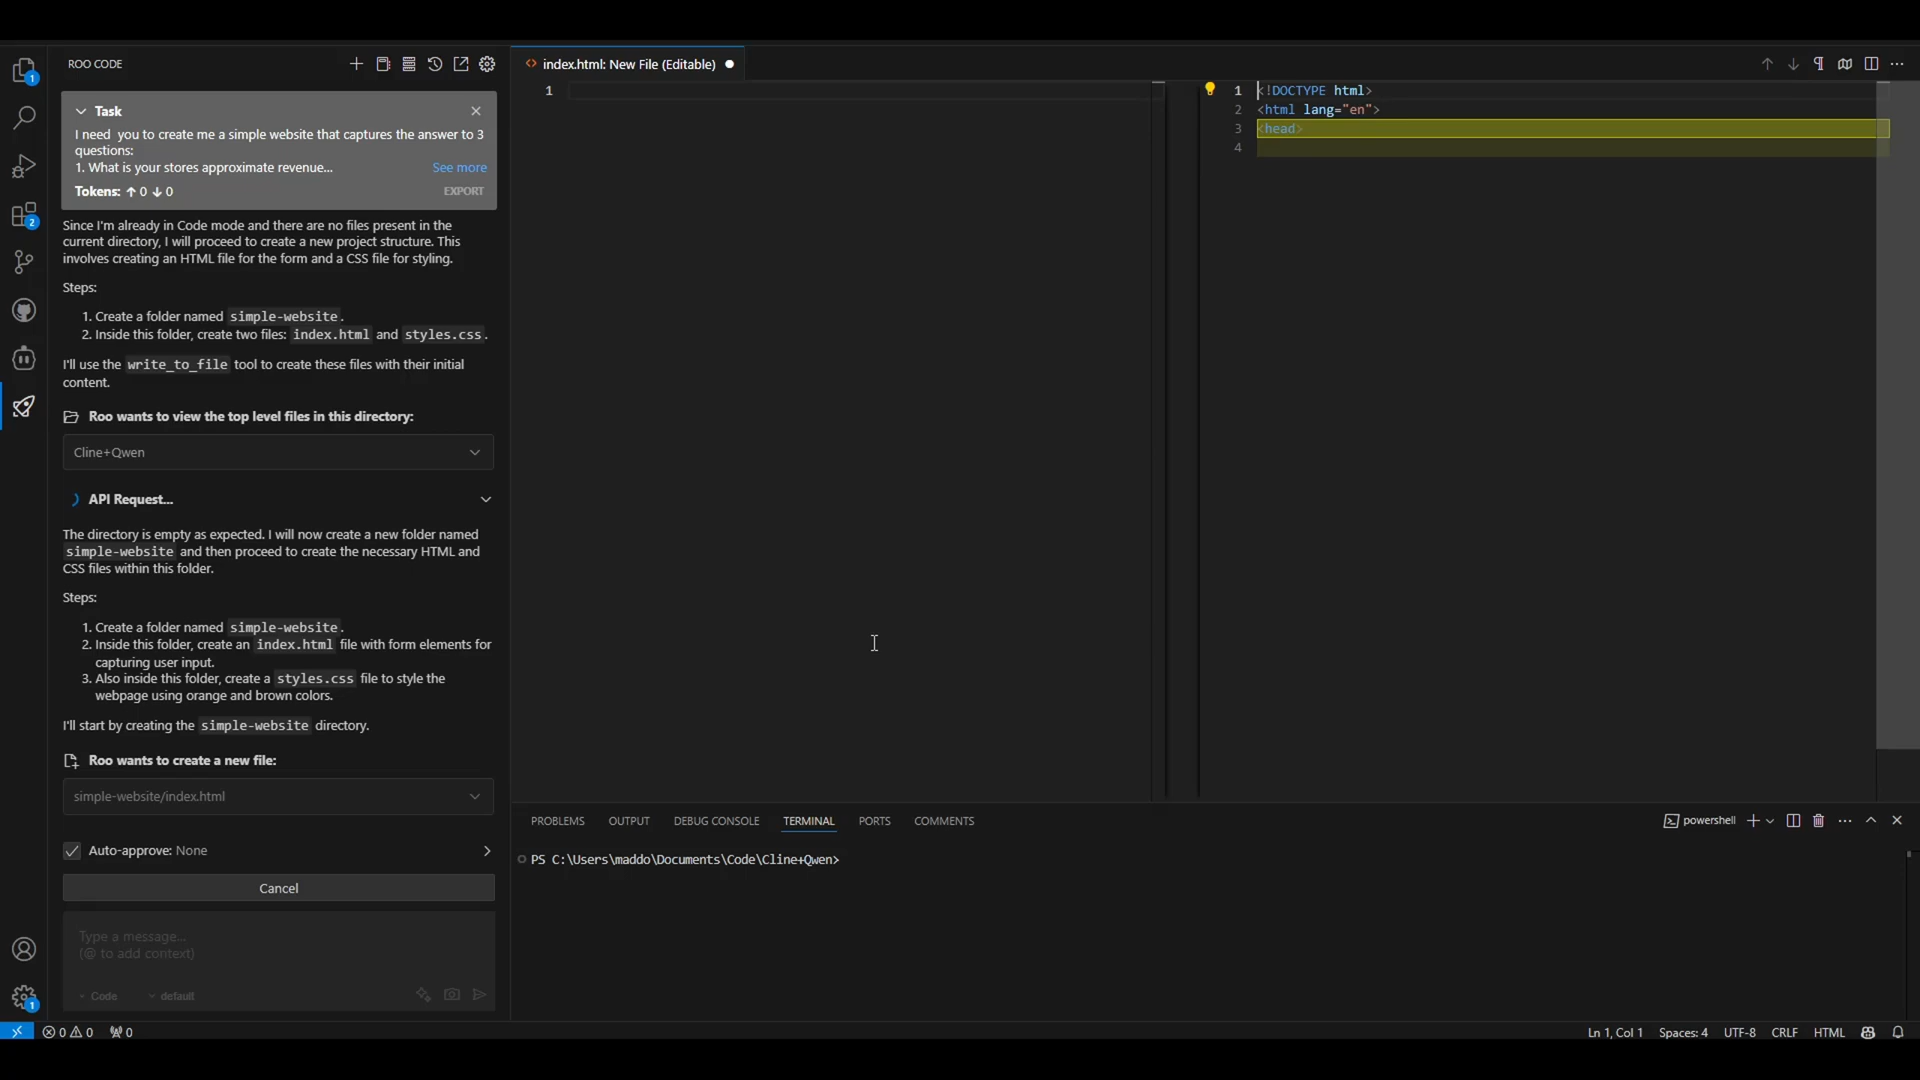 ROO CODE
1
2
1
Task
I need you to create me a simple website that captures the answer to 3
questions:
1. What is your stores approximate revenue...
See more
Tokens: ↑ 0 ↓ 0
EXPORT
Since I'm already in Code mode and there are no files present in the
current directory, I will proceed to create a new project structure. This
involves creating an HTML file for the form and a CSS file for styling.
Steps:
1. Create a folder named simple-website.
2. Inside this folder, create two files: index.html and styles.css.
I'll use the write_to_file tool to create these files with their initial
content.
Roo wants to view the top level files in this directory:
Cline+Qwen
API Request...
The directory is empty as expected. I will now create a new folder named
simple-website and then proceed to create the necessary HTML and
CSS files within this folder.
Steps:
1. Create a folder named simple-website.
2. Inside this folder, create an index.html file with form elements for
capturing user input.
3. Also inside this folder, create a styles.css file to style the
webpage using orange and brown colors.
I'll start by creating the simple-website directory.
Roo wants to create a new file:
simple-website/index.html
Auto-approve: None
Cancel
Type a message...
(@ to add context)
Code
default
index.html: New File (Editable)
1
1 <!DOCTYPE html>
2 <html lang="en">
3 <head>
4
PROBLEMS OUTPUT DEBUG CONSOLE TERMINAL PORTS COMMENTS
powershell
PS C:\Users\maddo\Documents\Code\Cline+Qwen>
0 0 0
Ln 1, Col 1 Spaces: 4 UTF-8 CRLF HTML